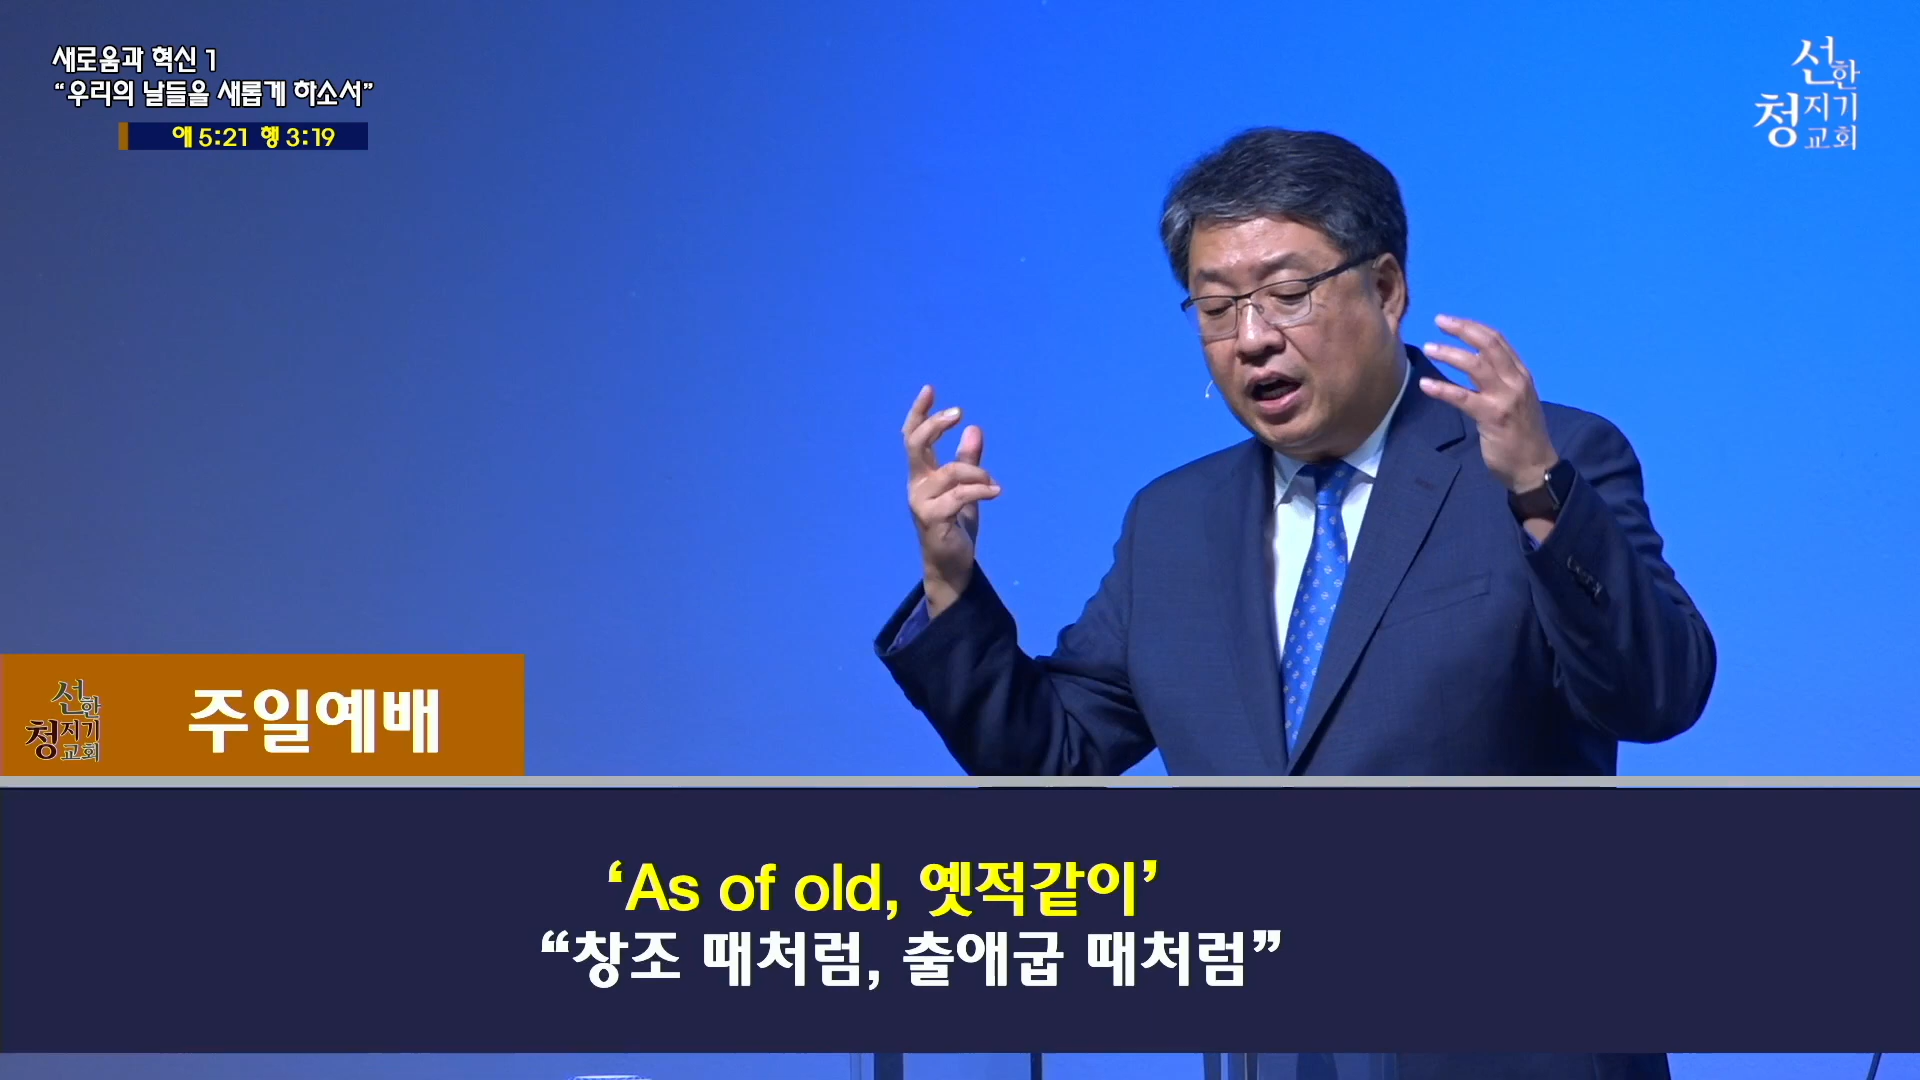 새로움과 혁신 1
“우리의 날들을 새롭게 하소서”
애 5:21 행 3:19
선한
청지기
교회
선한
청지기
교회
주일예배
‘As of old, 옛적같이’
“창조 때처럼, 출애굽 때처럼”